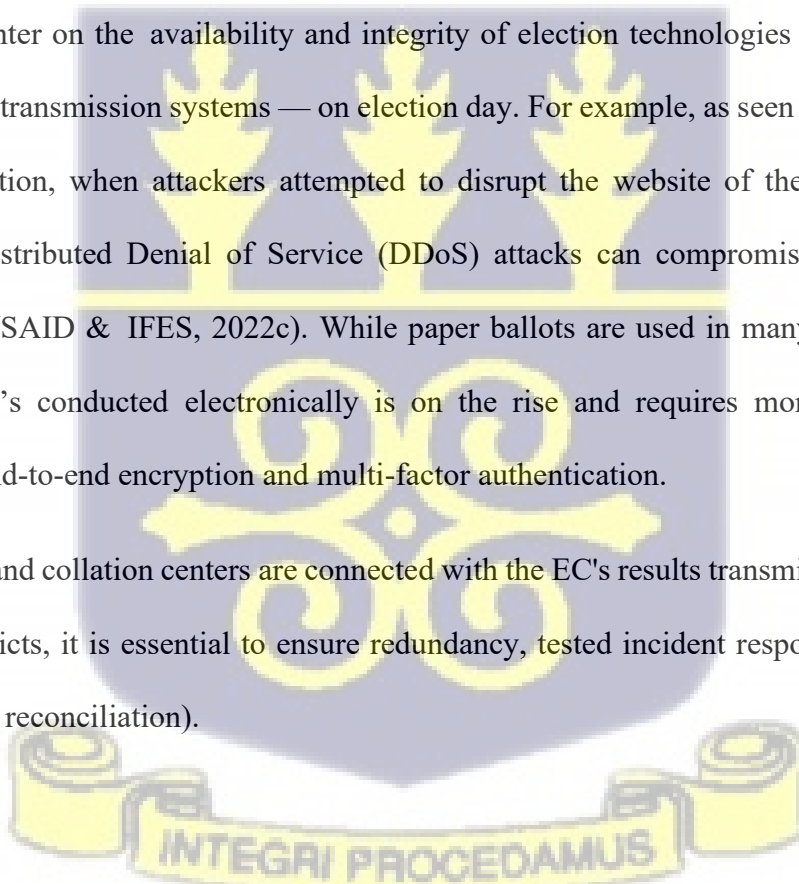 nter on the availability and integrity of election technologies
transmission systems — on election day. For example, as seen
tion, when attackers attempted to disrupt the website of the
stributed Denial of Service (DDoS) attacks can compromis
SAID & IFES, 2022c). While paper ballots are used in many
's conducted electronically is on the rise and requires mor
d-to-end encryption and multi-factor authentication.
and collation centers are connected with the EC's results transmi
icts, it is essential to ensure redundancy, tested incident respo
reconciliation).
INTEGRI PROCEDAMUS